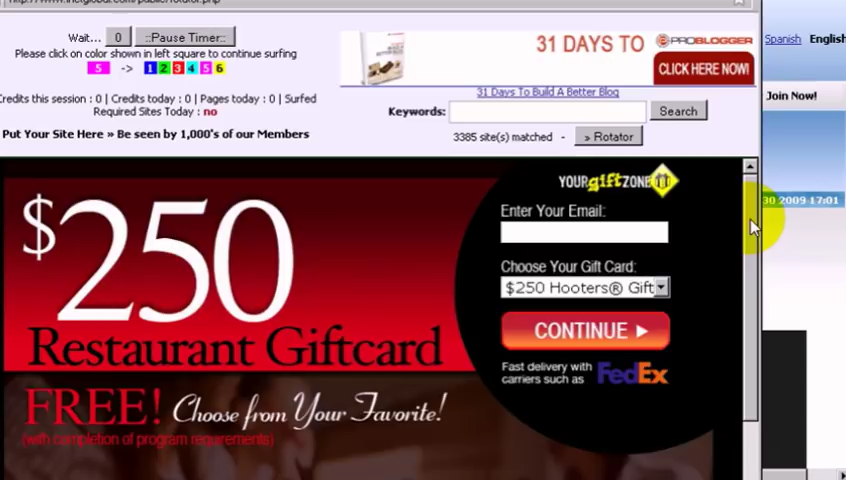 Wait... 0 ::Pause Timer::
Please click on color shown in left square to continue surfing
5 -> 1 2 3 4 5 6
Credits this session : 0 | Credits today : 0 | Pages today : 0 | Surfed
Required Sites Today : no
Put Your Site Here » Be seen by 1,000's of our Members
31 DAYS TO
PROBLOGGER
CLICK HERE NOW!
31 Days To Build A Better Blog
Keywords: Search
3385 site(s) matched - » Rotator
Spanish English
Join Now!
30 2009-17:01
$250
Restaurant Giftcard
FREE! Choose from Your Favorite!
(with completion of program requirements)
YOURgiftZONE
Enter Your Email:
Choose Your Gift Card:
$250 Hooters® Gift
CONTINUE
Fast delivery with
carriers such as FedEx